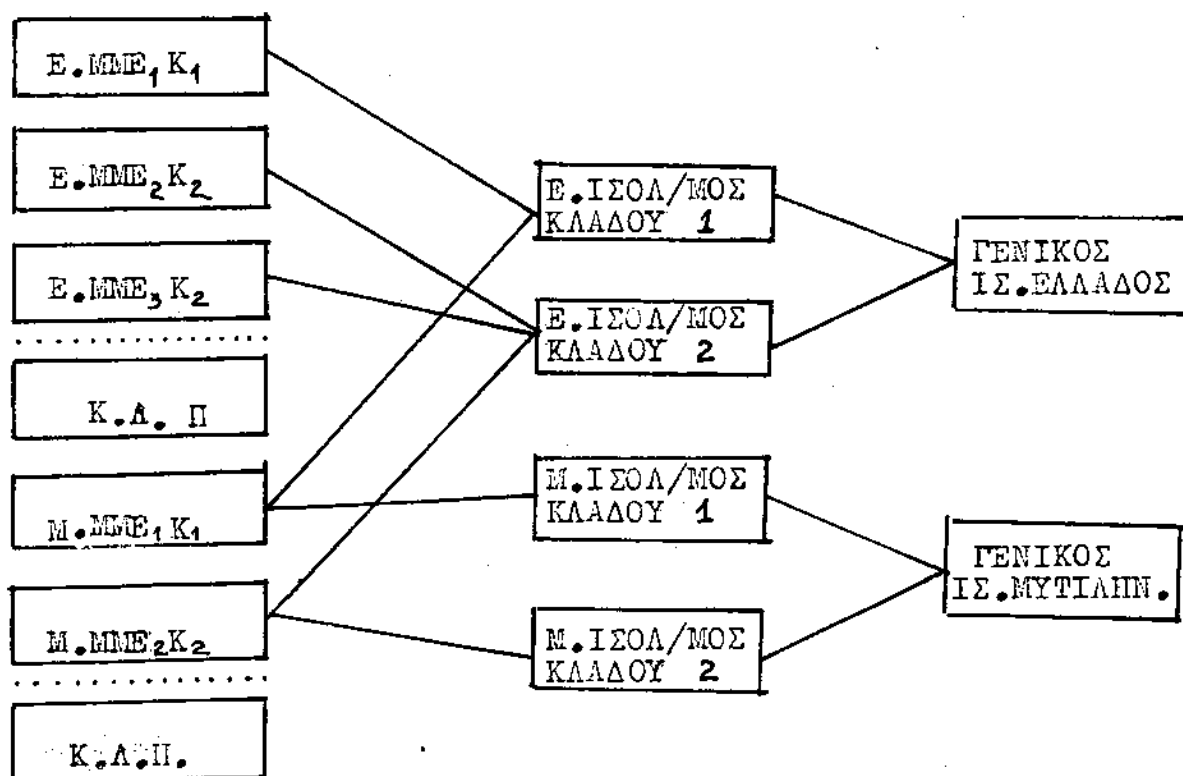 Ε.ΜΜΕ₁Κ₁
Ε.ΜΜΕ₂Κ₂
Ε.ΜΜΕ₃Κ₂
Κ.Λ. Π
Μ.ΜΜΕ₁Κ₁
Μ.ΜΜΕ₂Κ₂
Κ.Λ.Π.
Ε.ΙΣΟΛ/ΜΟΣ
ΚΛΑΔΟΥ 1
Ε.ΙΣΟΛ/ΜΟΣ
ΚΛΑΔΟΥ 2
Μ.ΙΣΟΛ/ΜΟΣ
ΚΛΑΔΟΥ 1
Μ.ΙΣΟΛ/ΜΟΣ
ΚΛΑΔΟΥ 2
ΓΕΝΙΚΟΣ
ΙΣ.ΕΛΛΑΔΟΣ
ΓΕΝΙΚΟΣ
ΙΣ.ΜΥΤΙΛΗΝ.